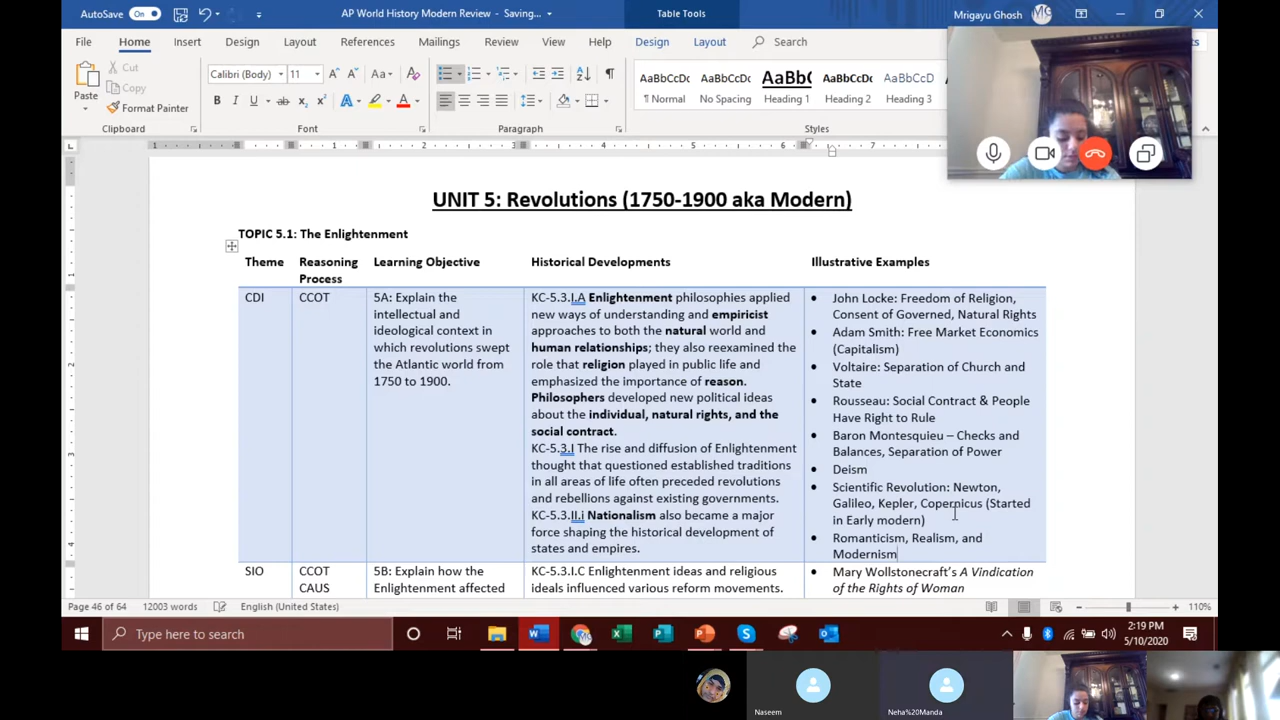 AutoSave On AP World History Modern Review - Saving... Table Tools Mrigayu Ghosh MG
File Home Insert Design Layout References Mailings Review View Help Design Layout Search
Cut
Copy
Paste Format Painter
Calibri (Body) 11
AaBbCcDc AaBbCcDc AaBbC AaBbCcDc AaBbCcD
¶ Normal No Spacing Heading 1 Heading 2 Heading 3
Clipboard Font Paragraph Styles
UNIT 5: Revolutions (1750-1900 aka Modern)
TOPIC 5.1: The Enlightenment
Theme Reasoning Process Learning Objective Historical Developments Illustrative Examples
CDI
CCOT
5A: Explain the
intellectual and
ideological context in
which revolutions swept
the Atlantic world from
1750 to 1900.
KC-5.3.I.A Enlightenment philosophies applied
new ways of understanding and empiricist
approaches to both the natural world and
human relationships; they also reexamined the
role that religion played in public life and
emphasized the importance of reason.
Philosophers developed new political ideas
about the individual, natural rights, and the
social contract.
KC-5.3.I The rise and diffusion of Enlightenment
thought that questioned established traditions
in all areas of life often preceded revolutions
and rebellions against existing governments.
KC-5.3.II.i Nationalism also became a major
force shaping the historical development of
states and empires.
• John Locke: Freedom of Religion,
Consent of Governed, Natural Rights
• Adam Smith: Free Market Economics
(Capitalism)
• Voltaire: Separation of Church and
State
• Rousseau: Social Contract & People
Have Right to Rule
• Baron Montesquieu – Checks and
Balances, Separation of Power
• Deism
• Scientific Revolution: Newton,
Galileo, Kepler, Copernicus (Started
in Early modern)
• Romanticism, Realism, and
Modernism
SIO
CCOT
CAUS
5B: Explain how the
Enlightenment affected
KC-5.3.I.C Enlightenment ideas and religious
ideals influenced various reform movements.
• Mary Wollstonecraft's A Vindication
of the Rights of Woman
Page 46 of 64 12003 words English (United States) 110%
Type here to search 2:19 PM
5/10/2020
Naseem Neha%20Manda